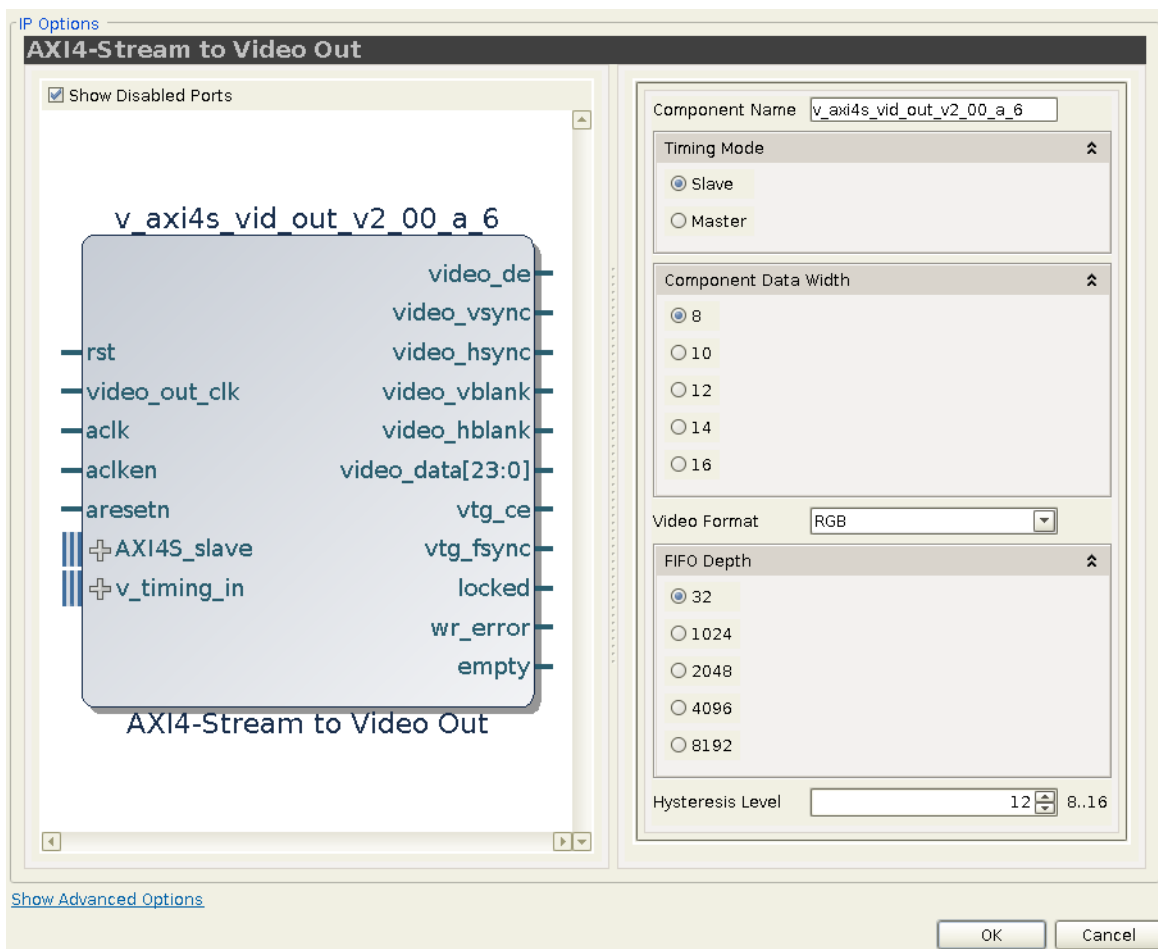 IP Options
AXI4-Stream to Video Out
Show Disabled Ports
v_axi4s_vid_out_v2_00_a_6
rst
video_out_clk
aclk
aclken
aresetn
AXI4S_slave
v_timing_in
video_de
video_vsync
video_hsync
video_vblank
video_hblank
video_data[23:0]
vtg_ce
vtg_fsync
locked
wr_error
empty
AXI4-Stream to Video Out
Component Name v_axi4s_vid_out_v2_00_a_6
Timing Mode
Slave
Master
Component Data Width
8
10
12
14
16
Video Format RGB
FIFO Depth
32
1024
2048
4096
8192
Hysteresis Level 12 8..16
Show Advanced Options
OK Cancel